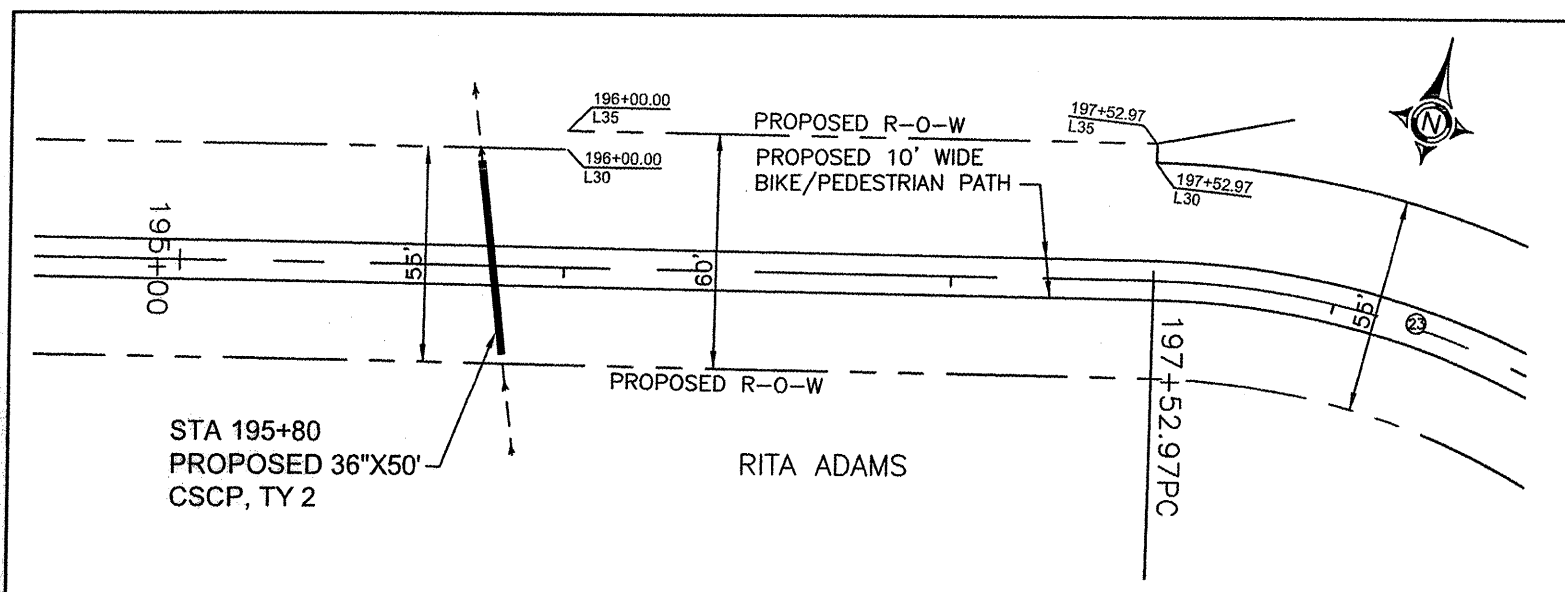 196+00.00
L35
196+00.00
L30
PROPOSED R-O-W
PROPOSED 10' WIDE
BIKE/PEDESTRIAN PATH
197+52.97
L35
197+52.97
L30
N
195+00
55'
60'
55'
23
197+52.97PC
PROPOSED R-O-W
STA 195+80
PROPOSED 36"X50'
CSCP, TY 2
RITA ADAMS